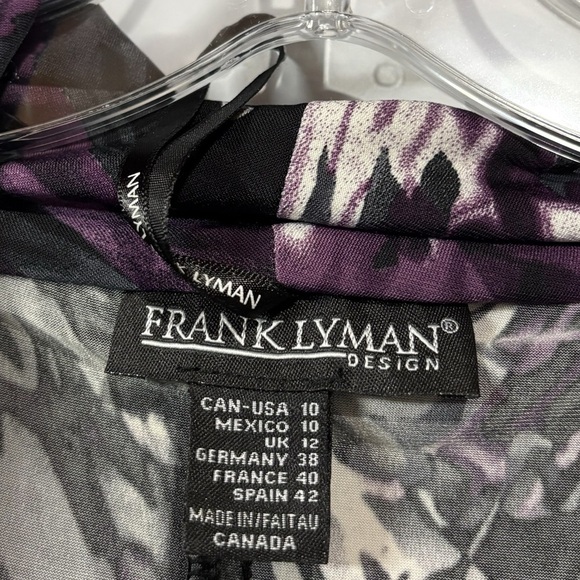 YMAN
K LYMAN
FRANK LYMAN®
DESIGN
CAN-USA 10
MEXICO 10
UK 12
GERMANY 38
FRANCE 40
SPAIN 42
MADE IN/FAIT AU
CANADA